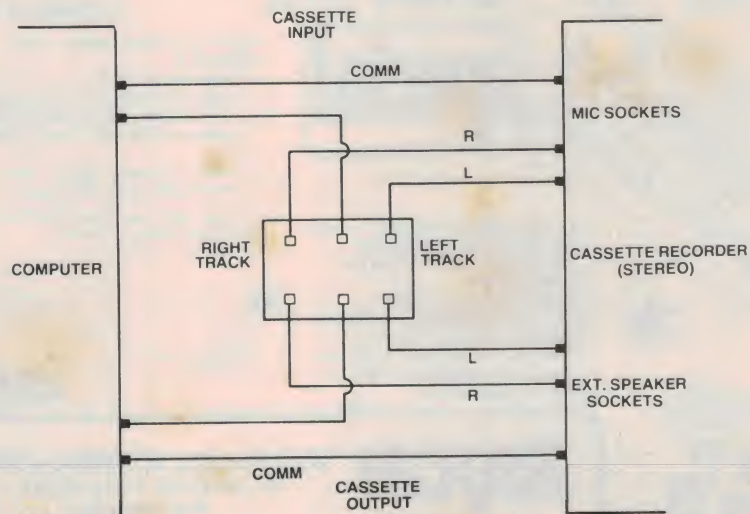 CASSETTE
INPUT
COMM
MIC SOCKETS
R
L
RIGHT
TRACK
LEFT
TRACK
COMPUTER
CASSETTE RECORDER
(STEREO)
L
R
EXT. SPEAKER
SOCKETS
COMM
CASSETTE
OUTPUT